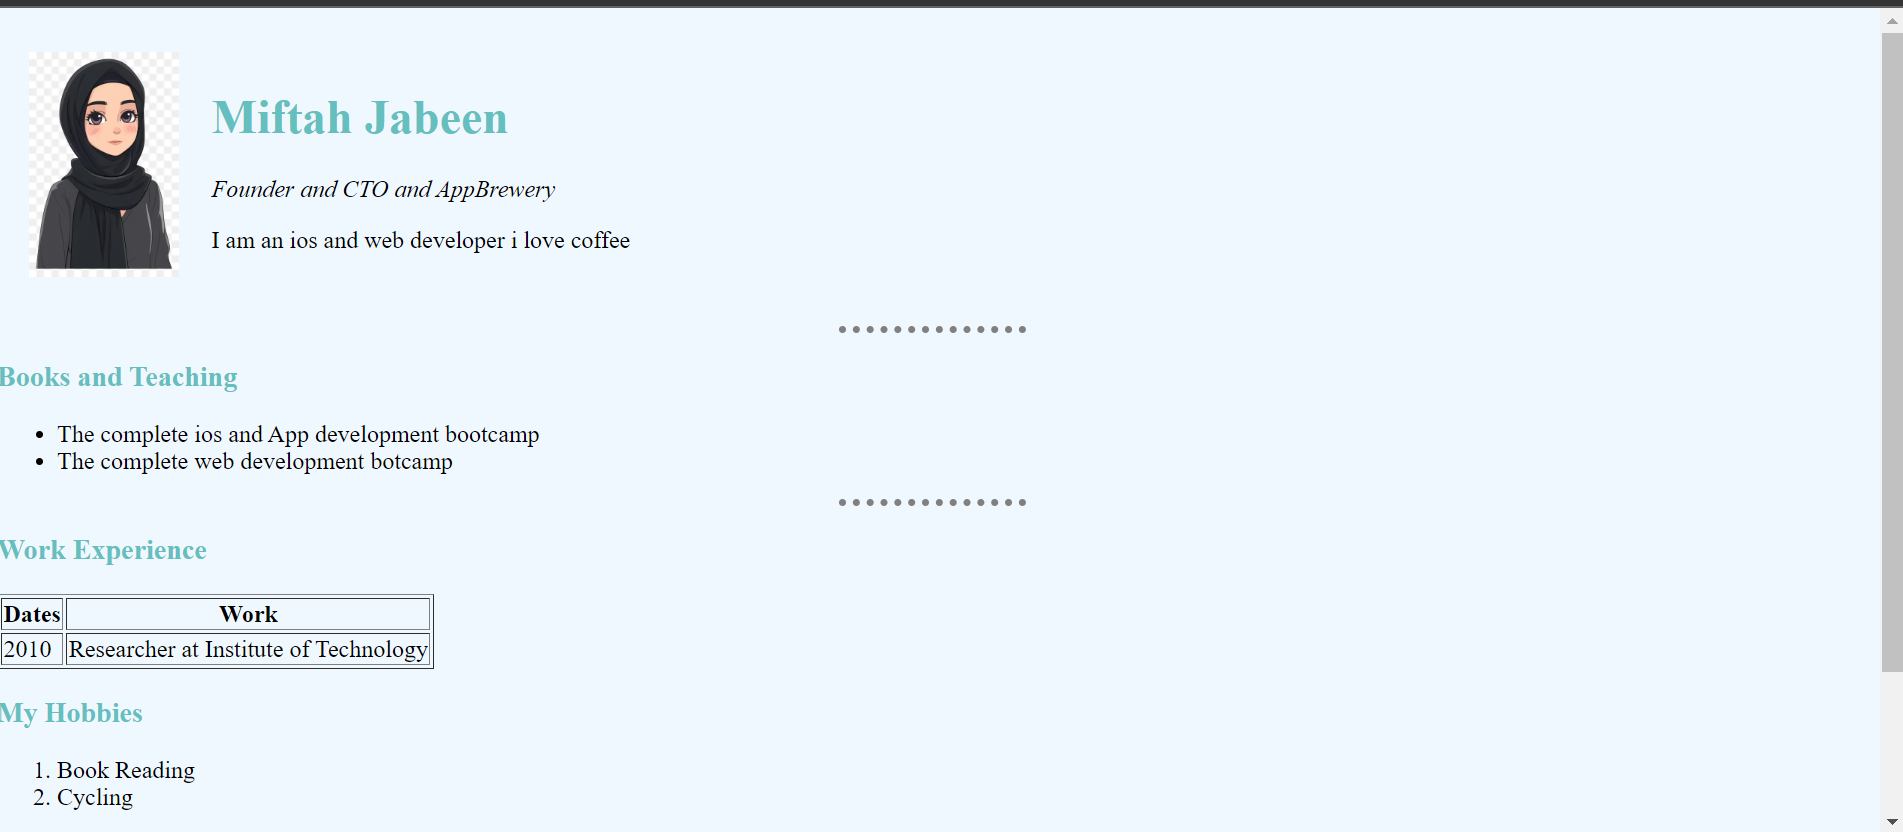 Miftah Jabeen
Founder and CTO and AppBrewery
I am an ios and web developer i love coffee
Books and Teaching
• The complete ios and App development bootcamp
• The complete web development botcamp
Work Experience
Dates Work
2010 Researcher at Institute of Technology
My Hobbies
1. Book Reading
2. Cycling